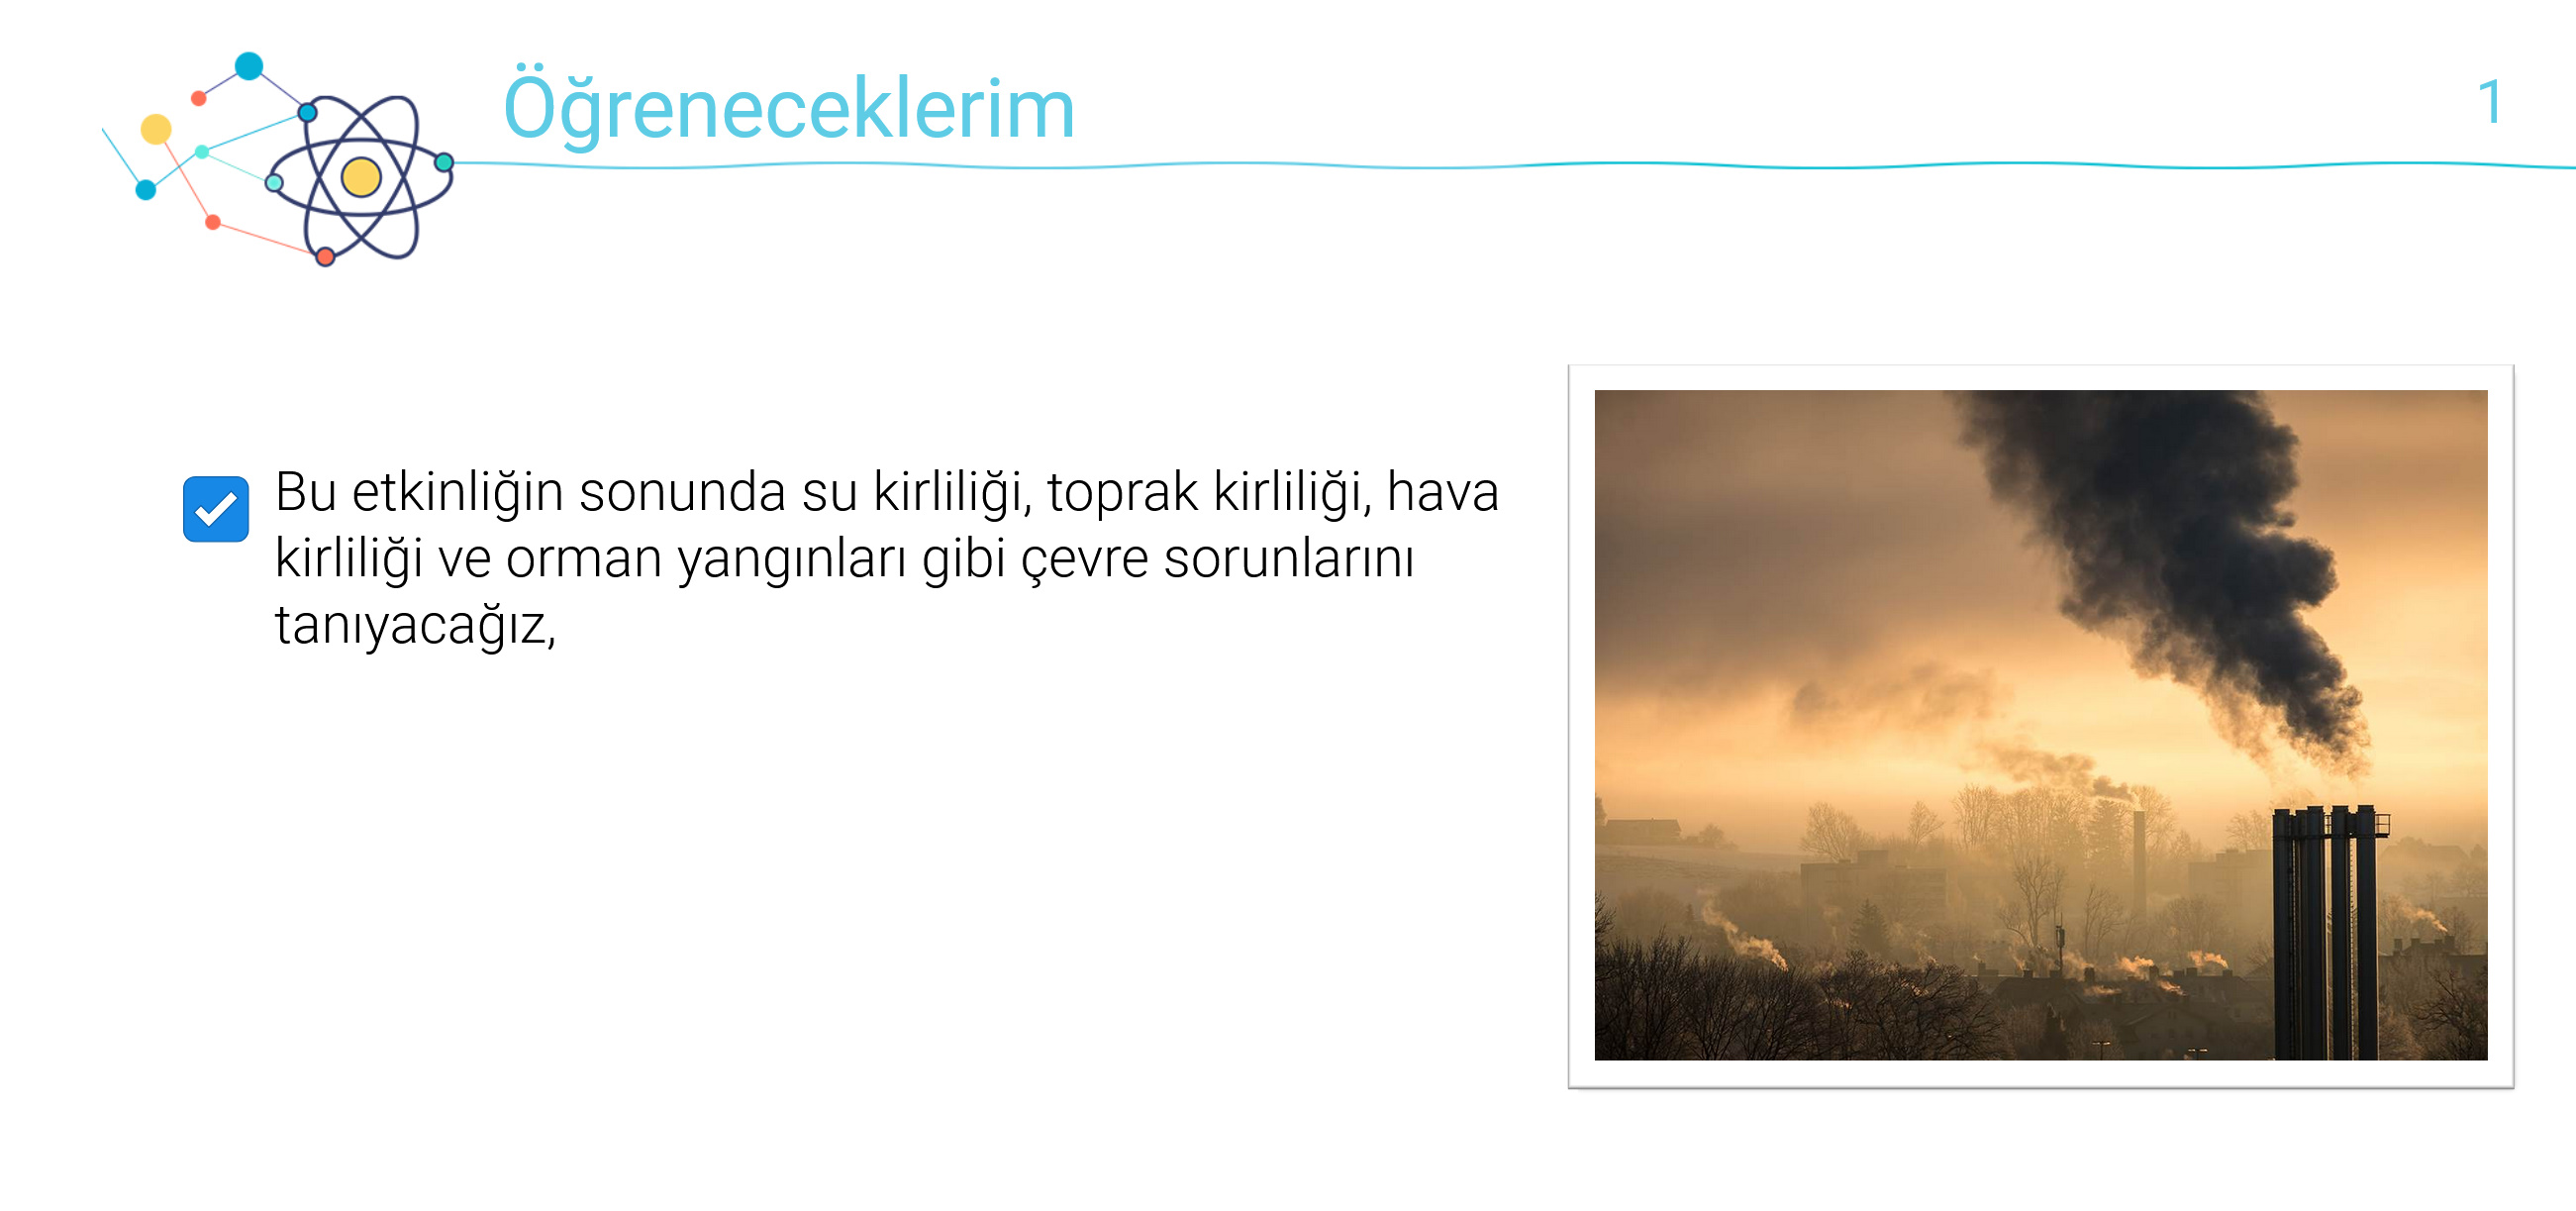 Öğreneceklerim
1
Bu etkinliğin sonunda su kirliliği, toprak kirliliği, hava
kirliliği ve orman yangınları gibi çevre sorunlarını
tanıyacağız,